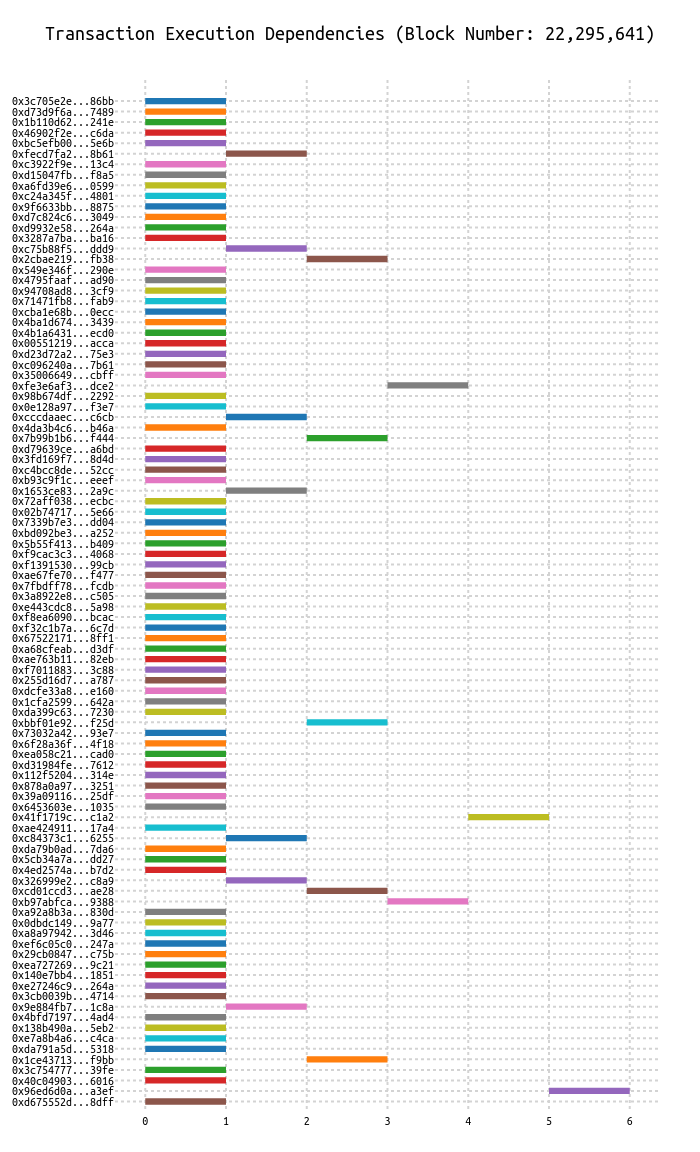 Transaction Execution Dependencies (Block Number: 22,295,641)
0x3c705e2e...86bb
0xd73d9f6a...7489
0x1b110d62...241e
0x46902f2e...c6da
0xbc5efb00...5e6b
0xfecd7fa2...8b61
0xc3922f9e...13c4
0xd15047fb...f8a5
0xa6fd39e6...0599
0xc24a345f...4801
0x9f6633bb...8875
0xd7c824c6...3049
0xd9932e58...264a
0x3287a7ba...ba16
0xc75b88f5...ddd9
0x2cbae219...fb38
0x549e346f...290e
0x4795faaf...ad90
0x94708ad8...3cf9
0x71471fb8...fab9
0xcba1e68b...0ecc
0x4ba1d674...3439
0x4b1a6431...ecd0
0x00551219...acca
0xd23d72a2...75e3
0xc096240a...7b61
0x35006649...cbff
0xfe3e6af3...dce2
0x98b674df...2292
0x0e128a97...f3e7
0xcccdaaec...c6cb
0x4da3b4c6...b46a
0x7b99b1b6...f444
0xd79639ce...a6bd
0x3fd169f7...8d4d
0xc4bcc8de...52cc
0xb93c9f1c...eeef
0x1653ce83...2a9c
0x72aff038...ecbc
0x02b74717...5e66
0x7339b7e3...dd04
0xbd092be3...a252
0x5b55f413...b409
0xf9cac3c3...4068
0xf1391530...99cb
0xae67fe70...f477
0x7fbdff78...fcdb
0x3a8922e8...c505
0xe443cdc8...5a98
0xf8ea6090...bcac
0xf32c1b7a...6c7d
0x67522171...8ff1
0xa68cfeab...d3df
0xae763b11...82eb
0xf7011883...3c88
0x255d16d7...a787
0xdcfe33a8...e160
0x1cfa2599...642a
0xda399c63...7230
0xbbf01e92...f25d
0x73032a42...93e7
0x6f28a36f...4f18
0xea058c21...cad0
0xd31984fe...7612
0x112f5204...314e
0x878a0a97...3251
0x39a09116...25df
0x6453603e...1035
0x41f1719c...c1a2
0xae424911...17a4
0xc84373c1...6255
0xda79b0ad...7da6
0x5cb34a7a...dd27
0x4ed2574a...b7d2
0x326999e2...c8a9
0xcd01ccd3...ae28
0xb97abfca...9388
0xa92a8b3a...830d
0x0dbdc149...9a77
0xa8a97942...3d46
0xef6c05c0...247a
0x29cb0847...c75b
0xea727269...9c21
0x140e7bb4...1851
0xe27246c9...264a
0x3cb0039b...4714
0x9e884fb7...1c8a
0x4bfd7197...4ad4
0x138b490a...5eb2
0xe7a8b4a6...c4ca
0xda791a5d...5318
0x1ce43713...f9bb
0x3c754777...39fe
0x40c04903...6016
0x96ed6d0a...a3ef
0xd675552d...8dff
0 1 2 3 4 5 6